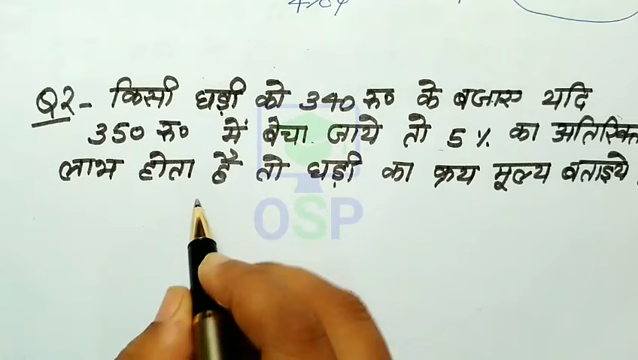 Q2- किसी घड़ी को 340 रु० के बजाए यदि
350 रु० में बेचा जाये तो 5% का अतिरिक्त
लाभ होता है तो घड़ी का क्रय मूल्य बताइये.
OSP